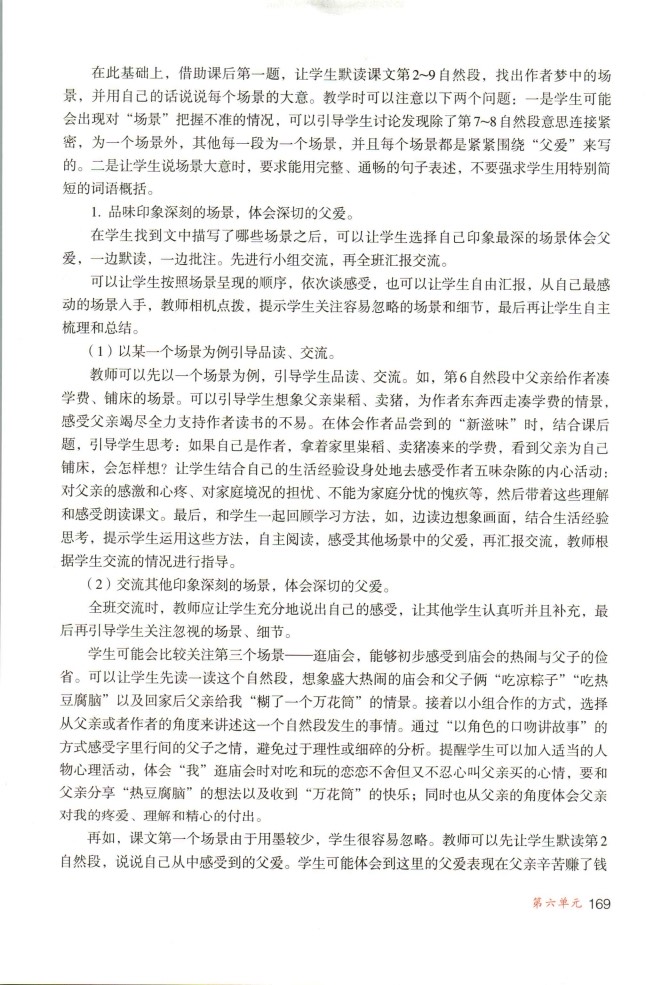 在此基础上，借助课后第一题，让学生默读课文第2~9自然段，找出作者梦中的场
景，并用自己的话说说每个场景的大意。教学时可以注意以下两个问题：一是学生可能
会出现对“场景”把握不准的情况，可以引导学生讨论发现除了第7~8自然段意思连接紧
密，为一个场景外，其他每一段为一个场景，并且每个场景都是紧紧围绕“父爱”来写
的。二是让学生说场景大意时，要求能用完整、通畅的句子表述，不要强求学生用特别简
短的词语概括。
1. 品味印象深刻的场景，体会深切的父爱。
在学生找到文中描写了哪些场景之后，可以让学生选择自己印象最深的场景体会父
爱，一边默读，一边批注。先进行小组交流，再全班汇报交流。
可以让学生按照场景呈现的顺序，依次谈感受，也可以让学生自由汇报，从自己最感
动的场景入手，教师相机点拨，提示学生关注容易忽略的场景和细节，最后再让学生自主
梳理和总结。
（1）以某一个场景为例引导品读、交流。
教师可以先以一个场景为例，引导学生品读、交流。如，第6自然段中父亲给作者凑
学费、铺床的场景。可以引导学生想象父亲粜稻、卖猪，为作者东奔西走凑学费的情景，
感受父亲竭尽全力支持作者读书的不易。在体会作者品尝到的“新滋味”时，结合课后
题，引导学生思考：如果自己是作者，拿着家里粜稻、卖猪凑来的学费，看到父亲为自己
铺床，会怎样想？让学生结合自己的生活经验设身处地去感受作者五味杂陈的内心活动：
对父亲的感激和心疼、对家庭境况的担忧、不能为家庭分忧的愧疚等，然后带着这些理解
和感受朗读课文。最后，和学生一起回顾学习方法，如，边读边想象画面，结合生活经验
思考，提示学生运用这些方法，自主阅读，感受其他场景中的父爱，再汇报交流，教师根
据学生交流的情况进行指导。
（2）交流其他印象深刻的场景，体会深切的父爱。
全班交流时，教师应让学生充分地说出自己的感受，让其他学生认真听并且补充，最
后再引导学生关注忽视的场景、细节。
学生可能会比较关注第三个场景——逛庙会，能够初步感受到庙会的热闹与父子的俭
省。可以让学生先读一读这个自然段，想象盛大热闹的庙会和父子俩“吃凉粽子”“吃热
豆腐脑”以及回家后父亲给我“糊了一个万花筒”的情景。接着以小组合作的方式，选择
从父亲或者作者的角度来讲述这一个自然段发生的事情。通过“以角色的口吻讲故事”的
方式感受字里行间的父子之情，避免过于理性或细碎的分析。提醒学生可以加入适当的人
物心理活动，体会“我”逛庙会时对吃和玩的恋恋不舍但又不忍心叫父亲买的心情，要和
父亲分享“热豆腐脑”的想法以及收到“万花筒”的快乐；同时也从父亲的角度体会父亲
对我的疼爱、理解和精心的付出。
再如，课文第一个场景由于用墨较少，学生很容易忽略。教师可以先让学生默读第2
自然段，说说自己从中感受到的父爱。学生可能体会到这里的父爱表现在父亲辛苦赚了钱
第六单元 169